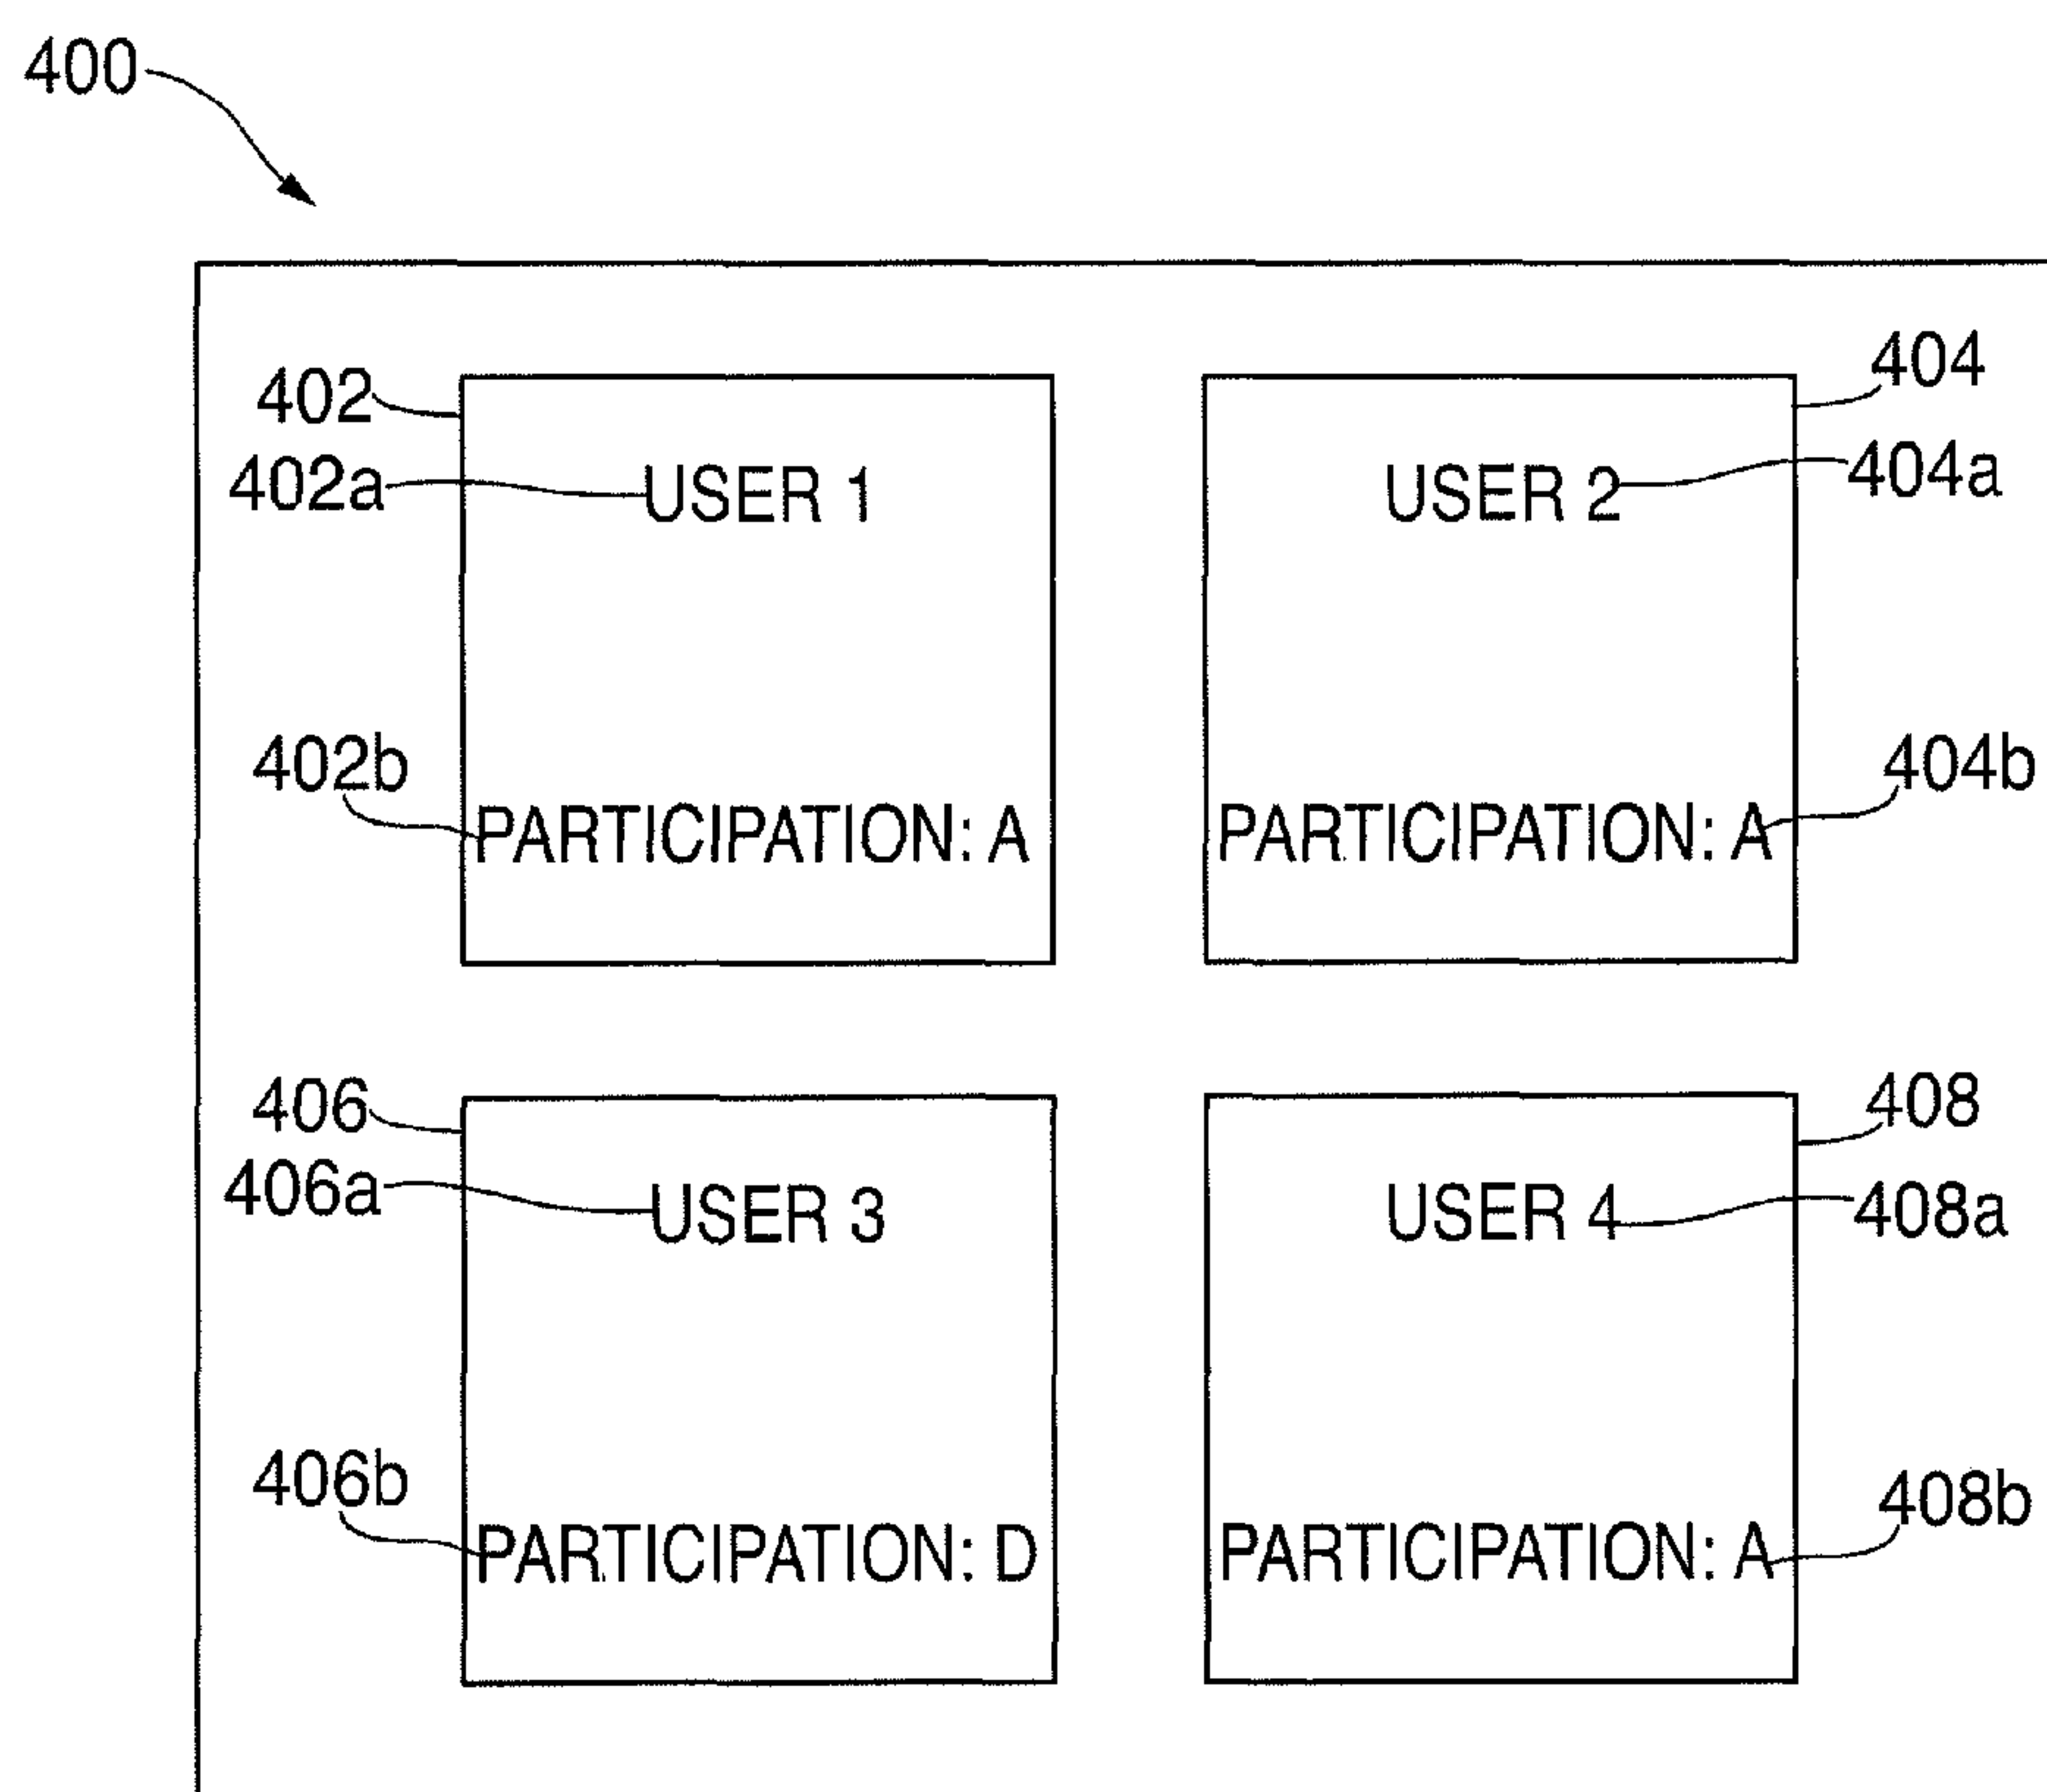 400
402
404
402a
USER 1
USER 2
404a
402b
404b
PARTICIPATION: A
PARTICIPATION: A
406
408
406a
USER 3
USER 4
408a
406b
408b
PARTICIPATION: D
PARTICIPATION: A